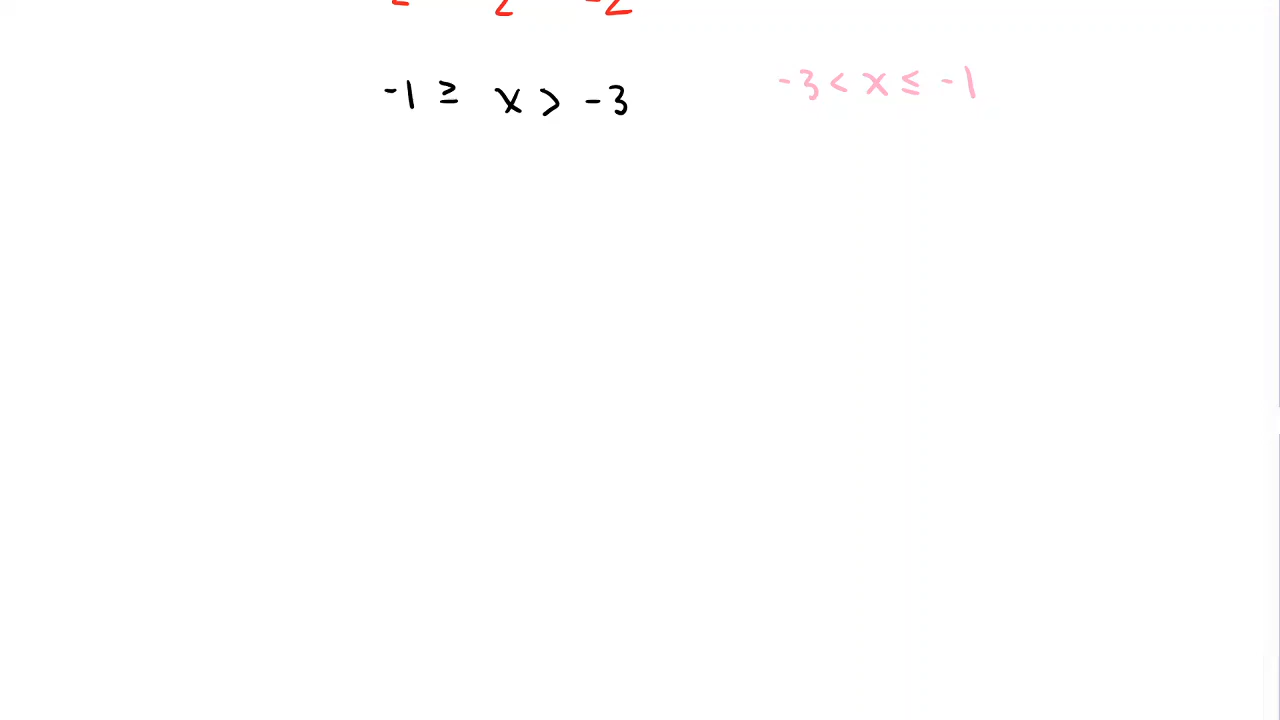 -1 ≥ x > -3
-3 < x ≤ -1